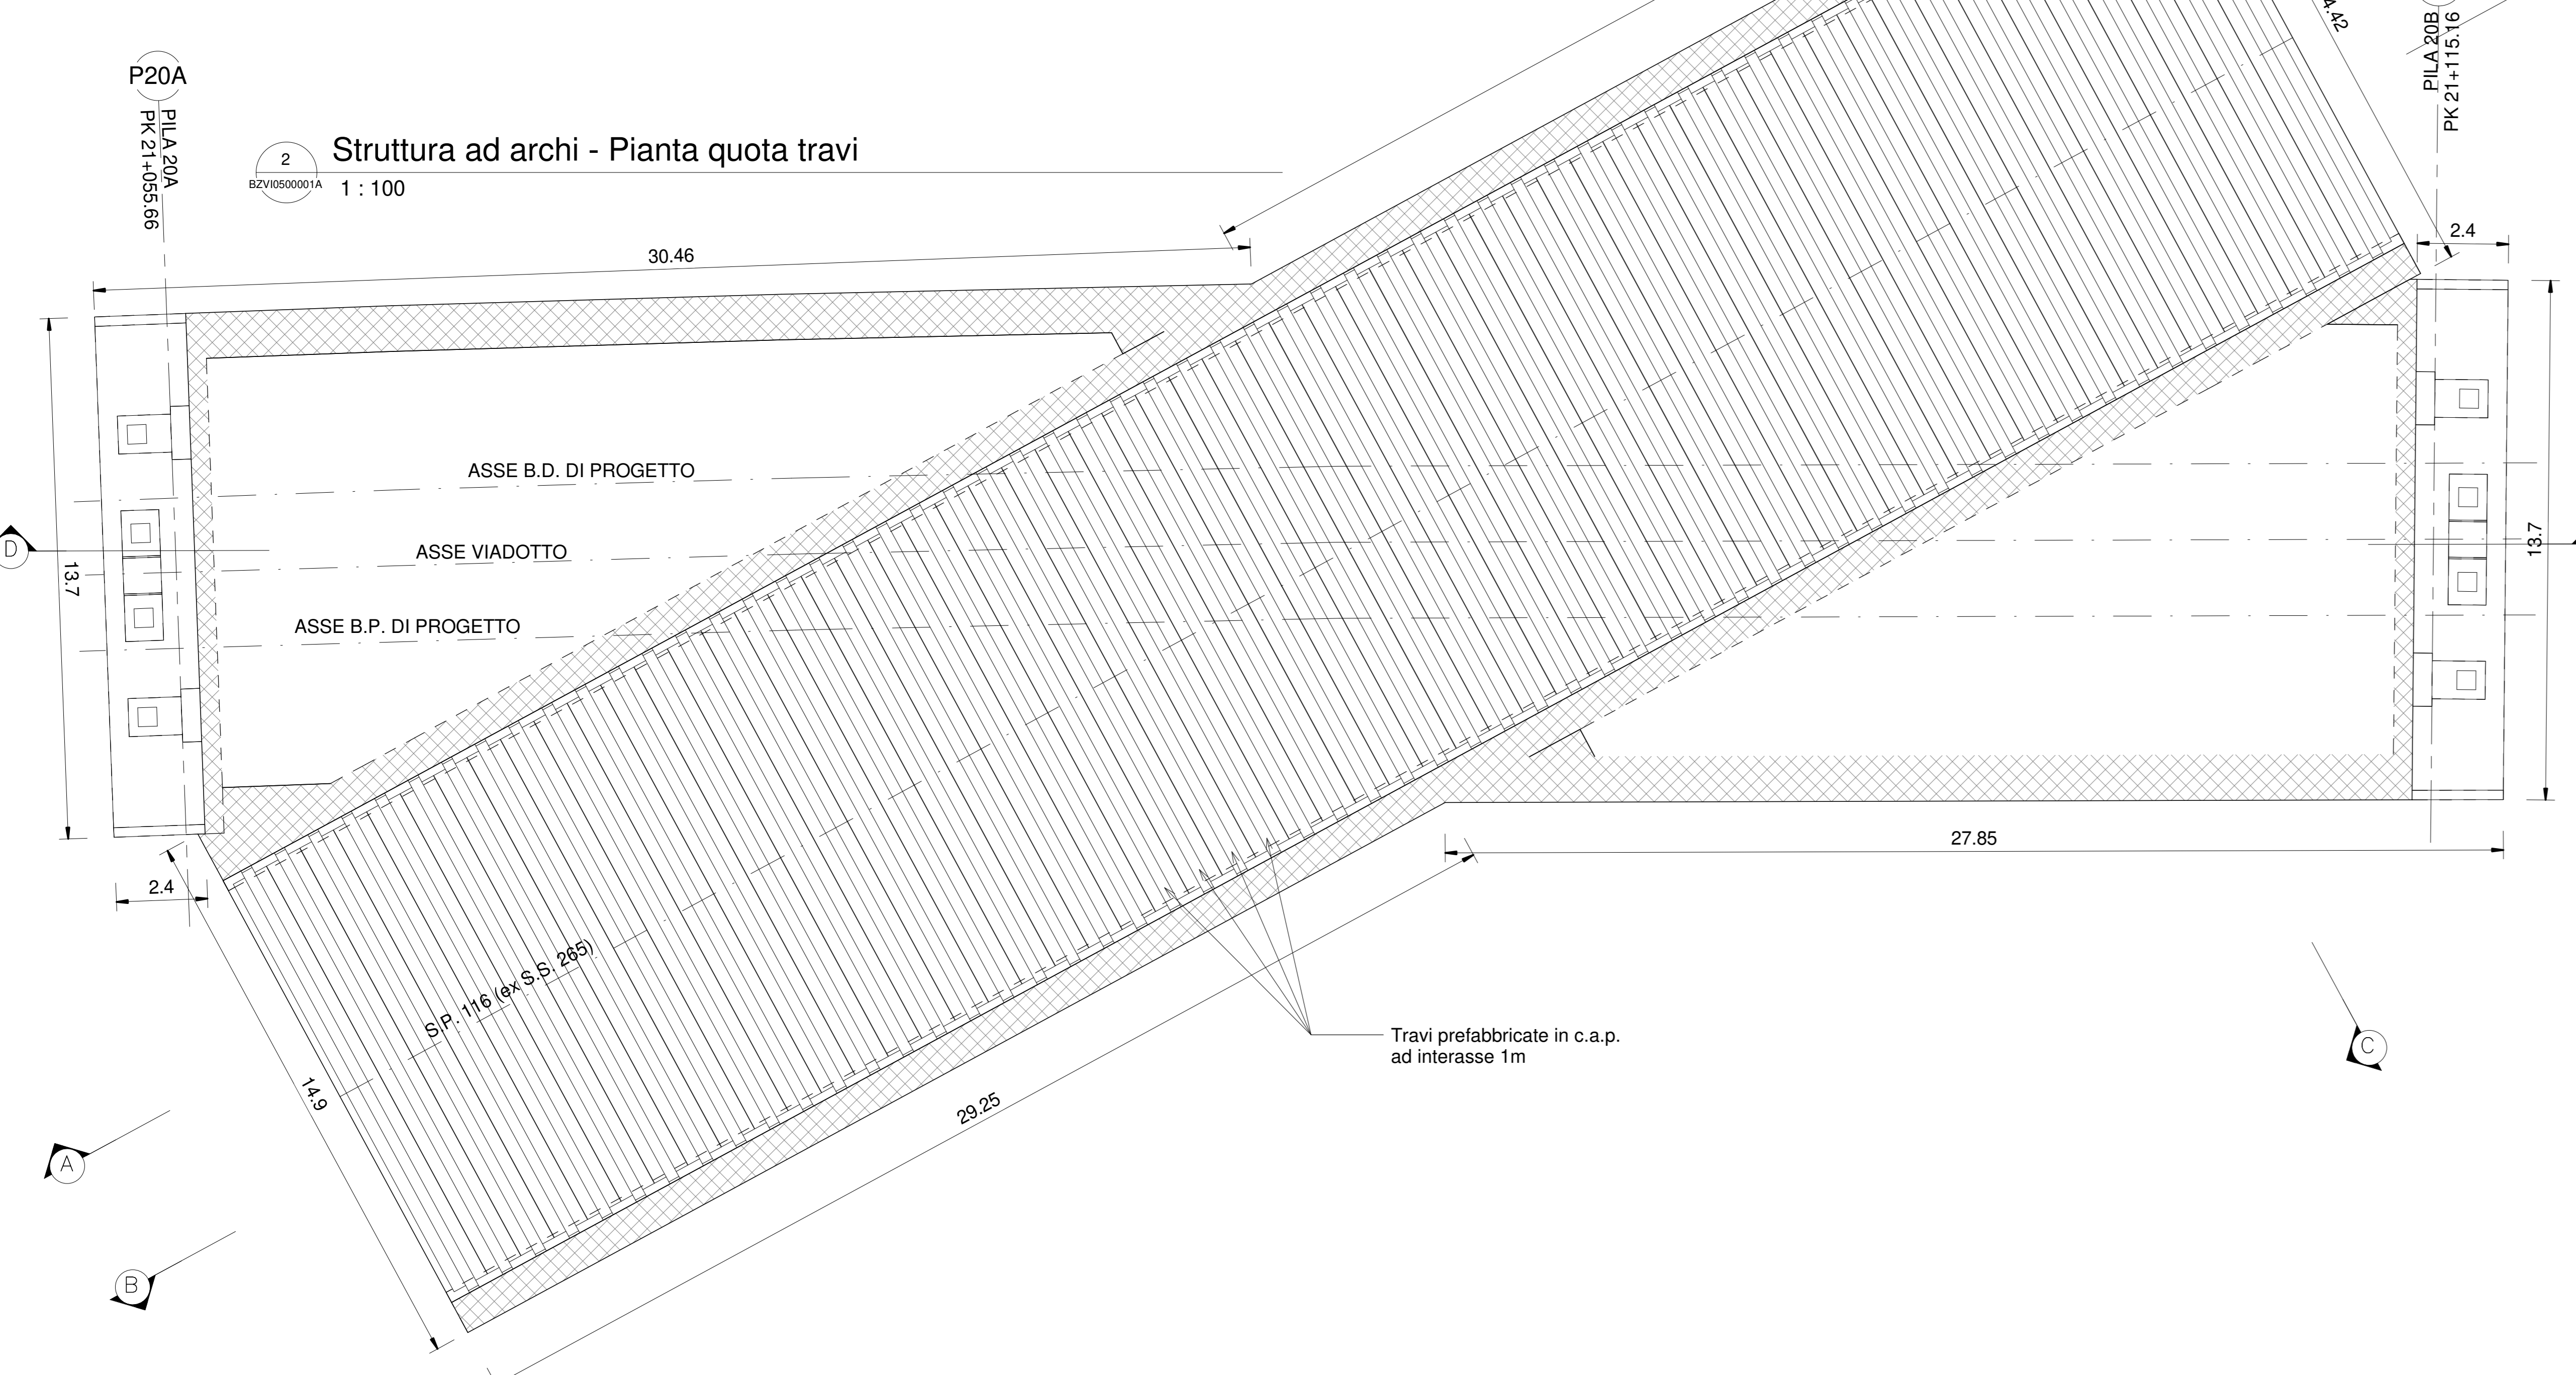 P20A
PILA 20A
PK 21+055.66
2
BZVI0500001A
Struttura ad archi - Pianta quota travi
1 : 100
4.42
PILA 20B
PK 21+115.16
30.46
2.4
ASSE B.D. DI PROGETTO
D
ASSE VIADOTTO
13.7
13.7
ASSE B.P. DI PROGETTO
27.85
2.4
S.P. 116 (ex S.S. 265)
Travi prefabbricate in c.a.p.
ad interasse 1m
C
14.9
29.25
A
B